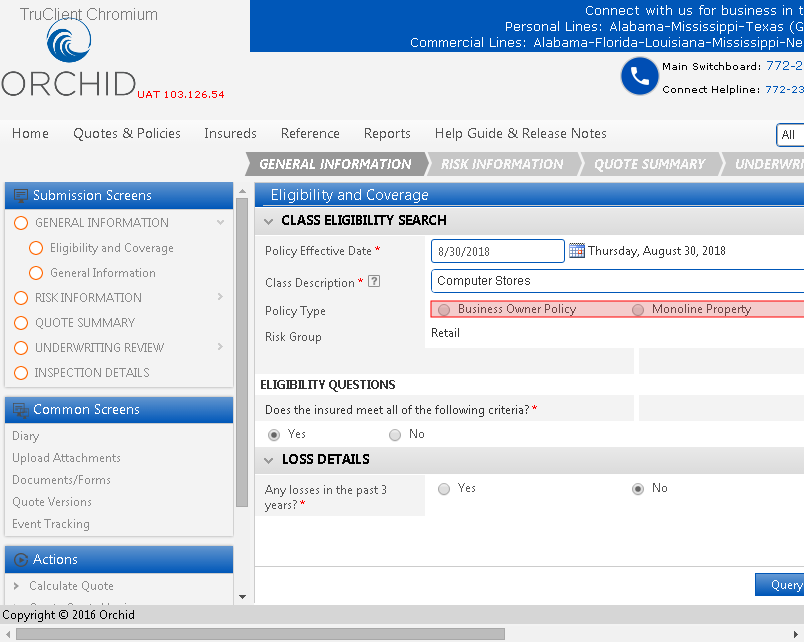 TruClient Chromium
ORCHID
UAT 103.126.54
Connect with us for business in t
Personal Lines: Alabama-Mississippi-Texas (G
Commercial Lines: Alabama-Florida-Louisiana-Mississippi-Ne
Main Switchboard: 772-2
Connect Helpline: 772-23
Home Quotes & Policies Insureds Reference Reports Help Guide & Release Notes
All
GENERAL INFORMATION RISK INFORMATION QUOTE SUMMARY UNDERWRI
Submission Screens
GENERAL INFORMATION
Eligibility and Coverage
General Information
RISK INFORMATION
QUOTE SUMMARY
UNDERWRITING REVIEW
INSPECTION DETAILS
Common Screens
Diary
Upload Attachments
Documents/Forms
Quote Versions
Event Tracking
Actions
Calculate Quote
Eligibility and Coverage
CLASS ELIGIBILITY SEARCH
Policy Effective Date * 8/30/2018 Thursday, August 30, 2018
Class Description * ? Computer Stores
Policy Type Business Owner Policy Monoline Property
Risk Group Retail
ELIGIBILITY QUESTIONS
Does the insured meet all of the following criteria? *
Yes No
LOSS DETAILS
Any losses in the past 3 years? * Yes No
Query
Copyright © 2016 Orchid